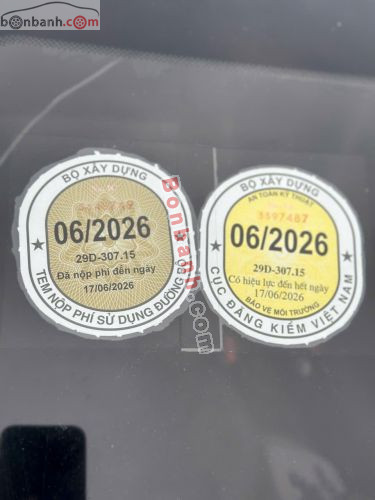 bonbanh.com
BỘ XÂY DỰNG
06/2026
29D-307.15
Đã nộp phí đến ngày
17/06/2026
TEM NỘP PHÍ SỬ DỤNG ĐƯỜNG BỘ
Bonbanh.com
BỘ XÂY DỰNG
AN TOÀN KỸ THUẬT
3597487
06/2026
29D-307.15
Có hiệu lực đến hết ngày
17/06/2026
BẢO VỆ MÔI TRƯỜNG
CỤC ĐĂNG KIỂM VIỆT NAM